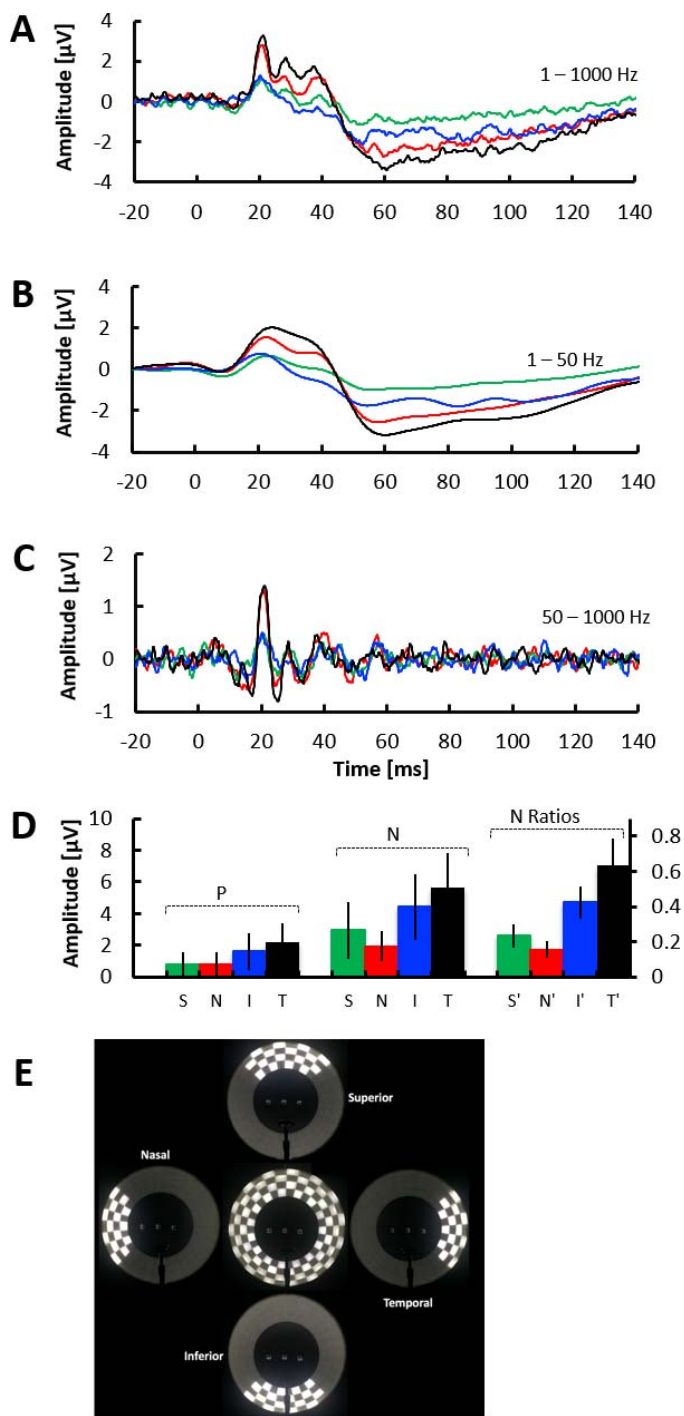 A
Amplitude [µV]
4
2
0
-2
-4
1 – 1000 Hz
-20 0 20 40 60 80 100 120 140
B
Amplitude [µV]
4
2
0
-2
-4
1 – 50 Hz
-20 0 20 40 60 80 100 120 140
C
Amplitude [µV]
2
1
0
-1
50 – 1000 Hz
-20 0 20 40 60 80 100 120 140
Time [ms]
D
Amplitude [µV]
10
8
6
4
2
0
P
N
N Ratios
0.8
0.6
0.4
0.2
0
S N I T S N I T S' N' I' T'
E
Superior
Nasal
Temporal
Inferior